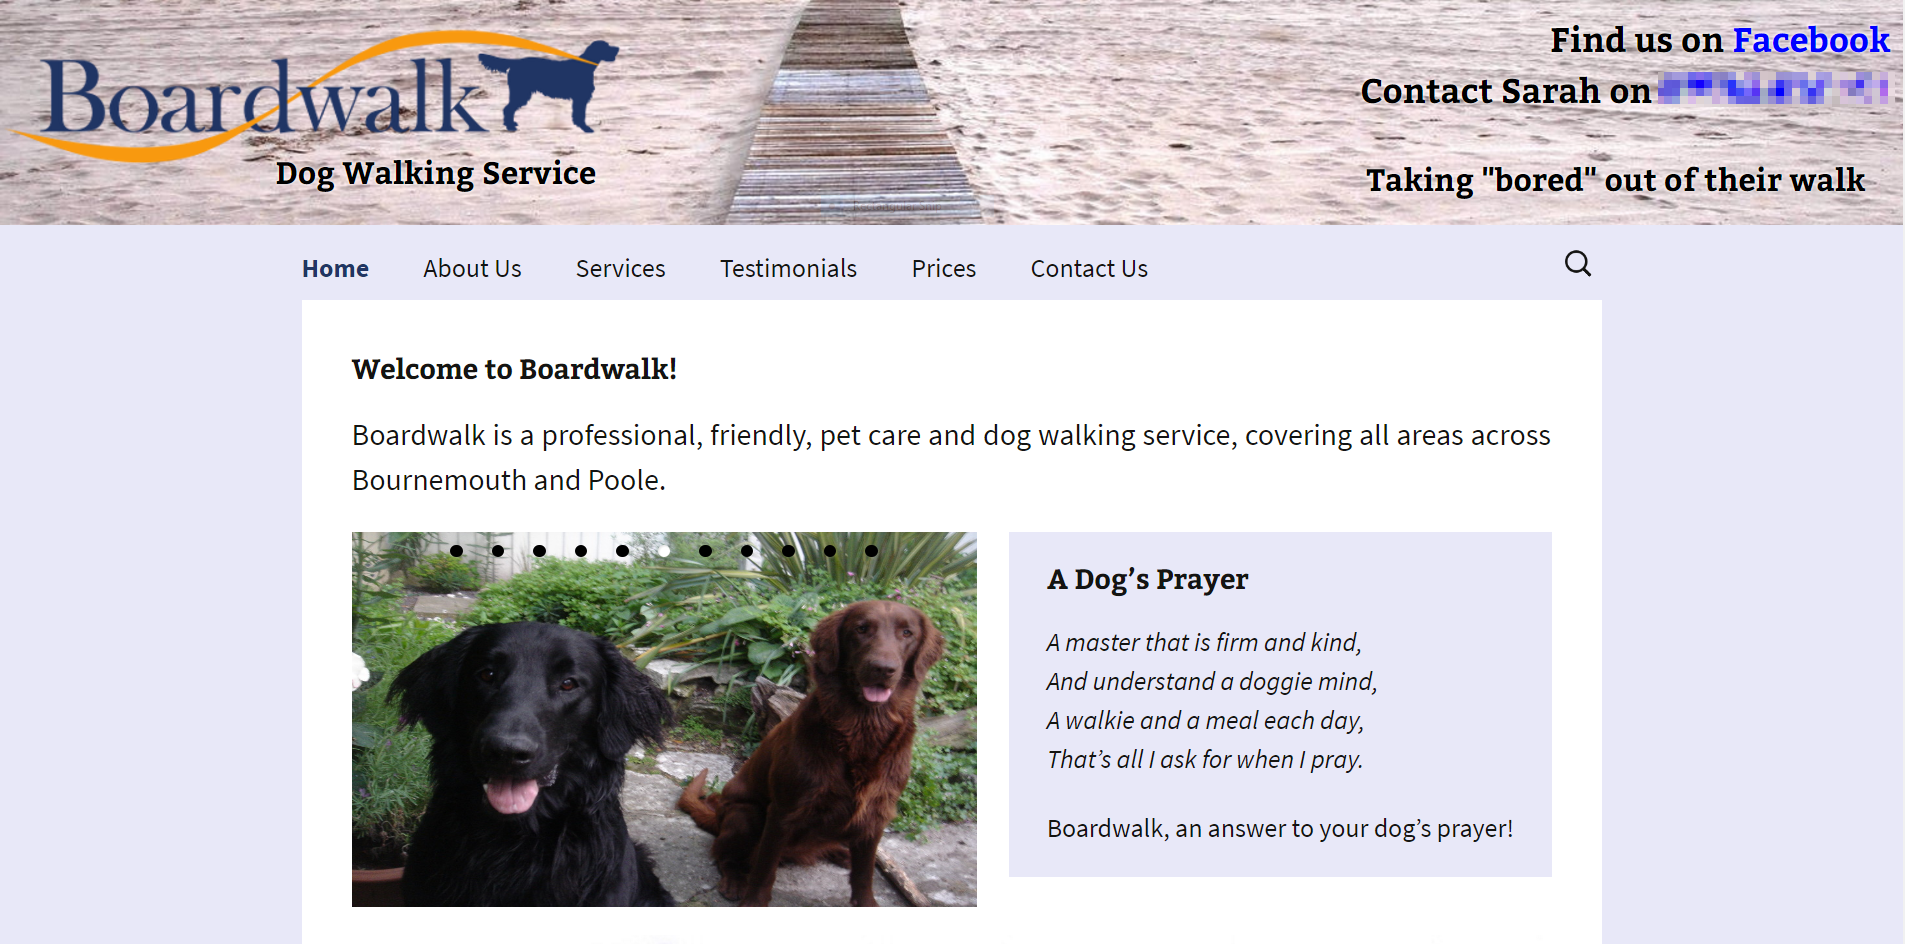 Boardwalk
Dog Walking Service
Find us on Facebook
Contact Sarah on
Taking "bored" out of their walk
Home About Us Services Testimonials Prices Contact Us
Welcome to Boardwalk!
Boardwalk is a professional, friendly, pet care and dog walking service, covering all areas across
Bournemouth and Poole.
A Dog’s Prayer
A master that is firm and kind,
And understand a doggie mind,
A walkie and a meal each day,
That’s all I ask for when I pray.
Boardwalk, an answer to your dog’s prayer!